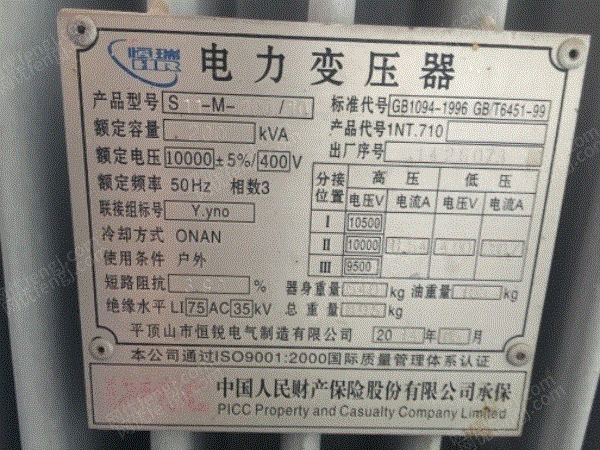 恒瑞 电力变压器
HR
产品型号 S11-M- /10 标准代号 GB1094-1996 GB/T6451-99
额定容量 kVA 产品代号 1NT.710
额定电压 10000±5%/400 V 出厂序号
额定频率 50Hz 相数3
联接组标号 Y.yno
冷却方式 ONAN
使用条件 户外
短路阻抗 %
绝缘水平 LI 75 AC 35 kV
分接位置 高压 低压
电压V 电流A 电压V 电流A
I 10500
II 10000
III 9500
器身重量 kg 油重量 kg
总重量 kg
平顶山市恒锐电气制造有限公司 20 年 月
本公司通过ISO9001:2000国际质量管理体系认证
中国人民财产保险股份有限公司承保
PICC Property and Casualty Company Limited